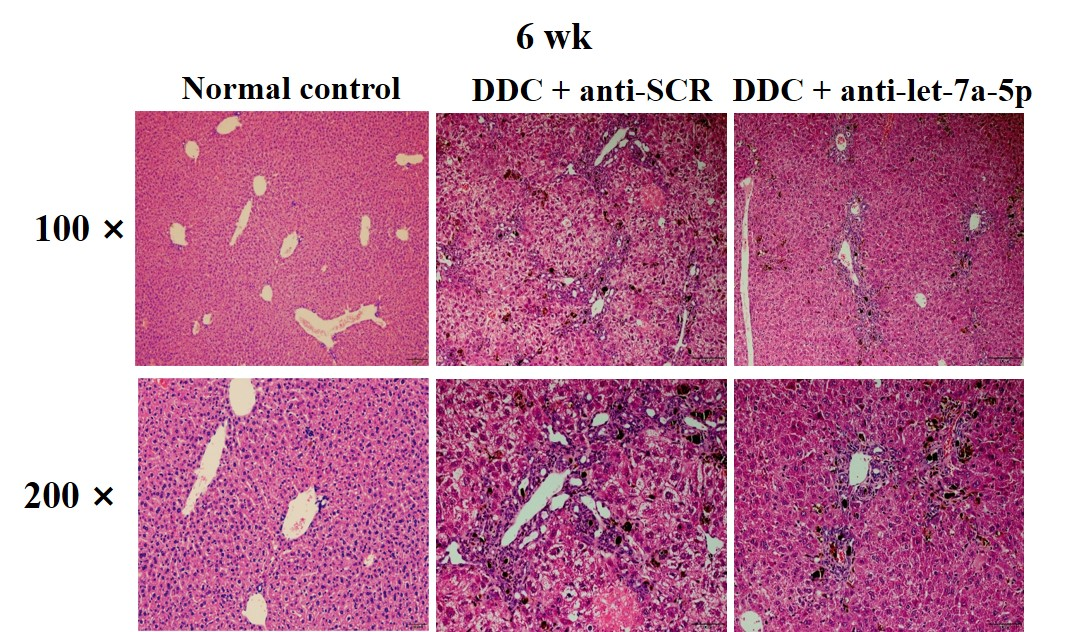 6 wk
Normal control DDC + anti-SCR DDC + anti-let-7a-5p
100 ×
200 ×